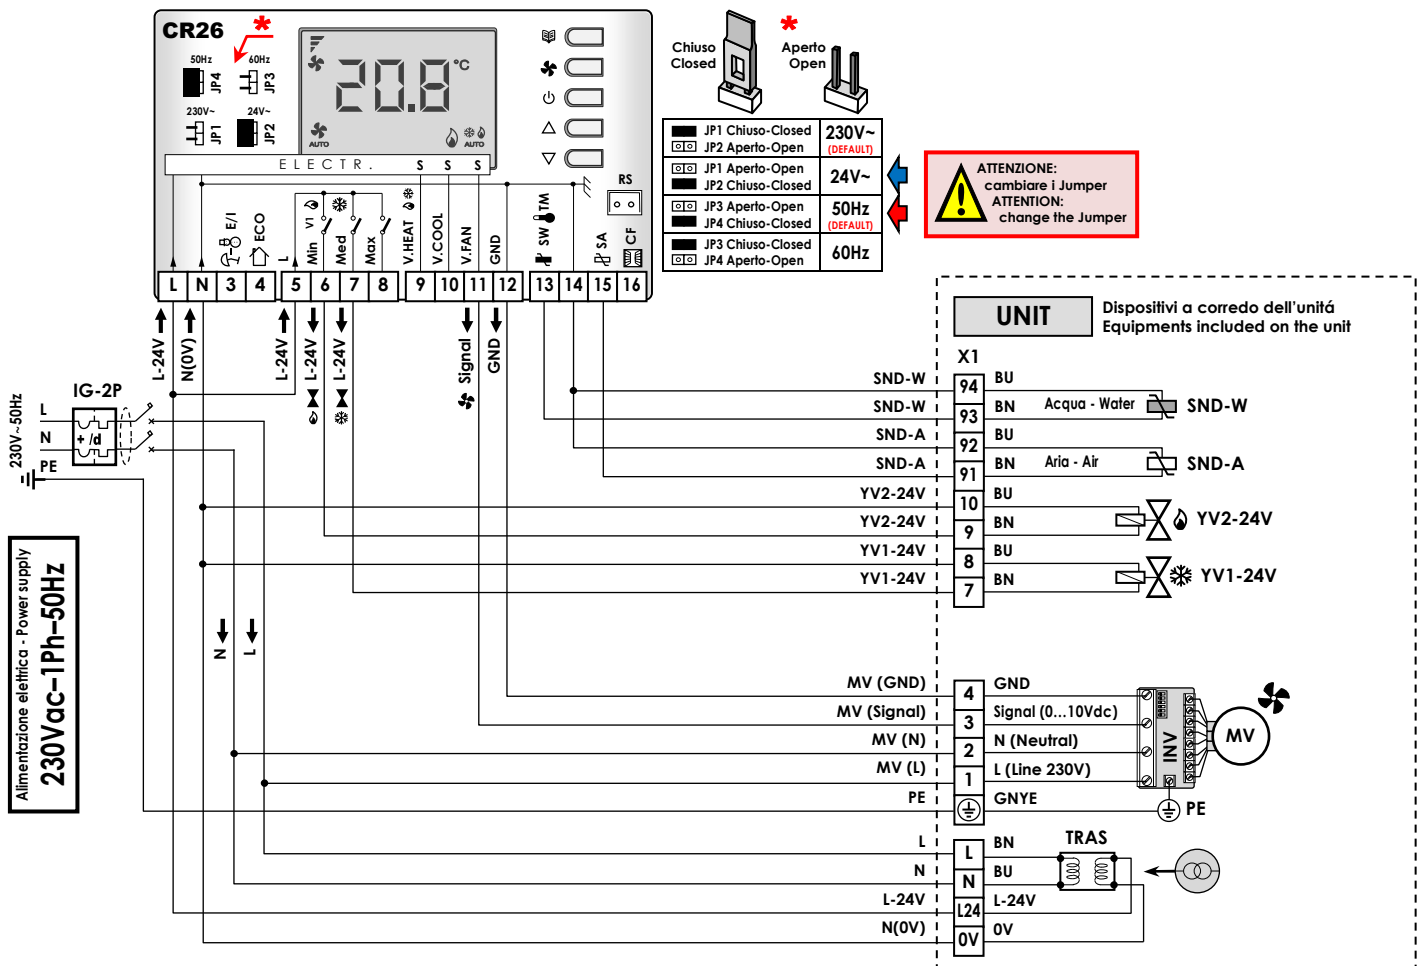 CR26
*
50Hz
JP4
60Hz
JP3
230V~
JP1
24V~
JP2
20.8 °C
AUTO
AUTO
ELECTR.
S S S
RS
L
E/I
ECO
L
Min
V1
Med
Max
V.HEAT
V.COOL
V.FAN
GND
SW
TM
SA
CF
L N 3 4 5 6 7 8 9 10 11 12 13 14 15 16
Chiuso
Closed
*
Aperto
Open
JP1 Chiuso-Closed
JP2 Aperto-Open
230V~
(DEFAULT)
JP1 Aperto-Open
JP2 Chiuso-Closed
24V~
JP3 Aperto-Open
JP4 Chiuso-Closed
50Hz
(DEFAULT)
JP3 Chiuso-Closed
JP4 Aperto-Open
60Hz
ATTENZIONE:
cambiare i Jumper
ATTENTION:
change the Jumper
UNIT
Dispositivi a corredo dell'unitá
Equipments included on the unit
X1
L-24V
N(0V)
L-24V
L-24V
L-24V
Signal
GND
IG-2P
230V~50Hz
L
N
PE
+ /d
N
L
Alimentazione elettrica - Power supply
230Vac-1Ph-50Hz
SND-W 94 BU
SND-W 93 BN Acqua - Water SND-W
SND-A 92 BU
SND-A 91 BN Aria - Air SND-A
YV2-24V 10 BU
YV2-24V 9 BN YV2-24V
YV1-24V 8 BU
YV1-24V 7 BN YV1-24V
MV (GND) 4 GND
MV (Signal) 3 Signal (0...10Vdc)
MV (N) 2 N (Neutral)
MV (L) 1 L (Line 230V)
INV
MV
PE GNYE PE
TRAS
L L BN
N N BU
L-24V L24 L-24V
N(0V) 0V 0V